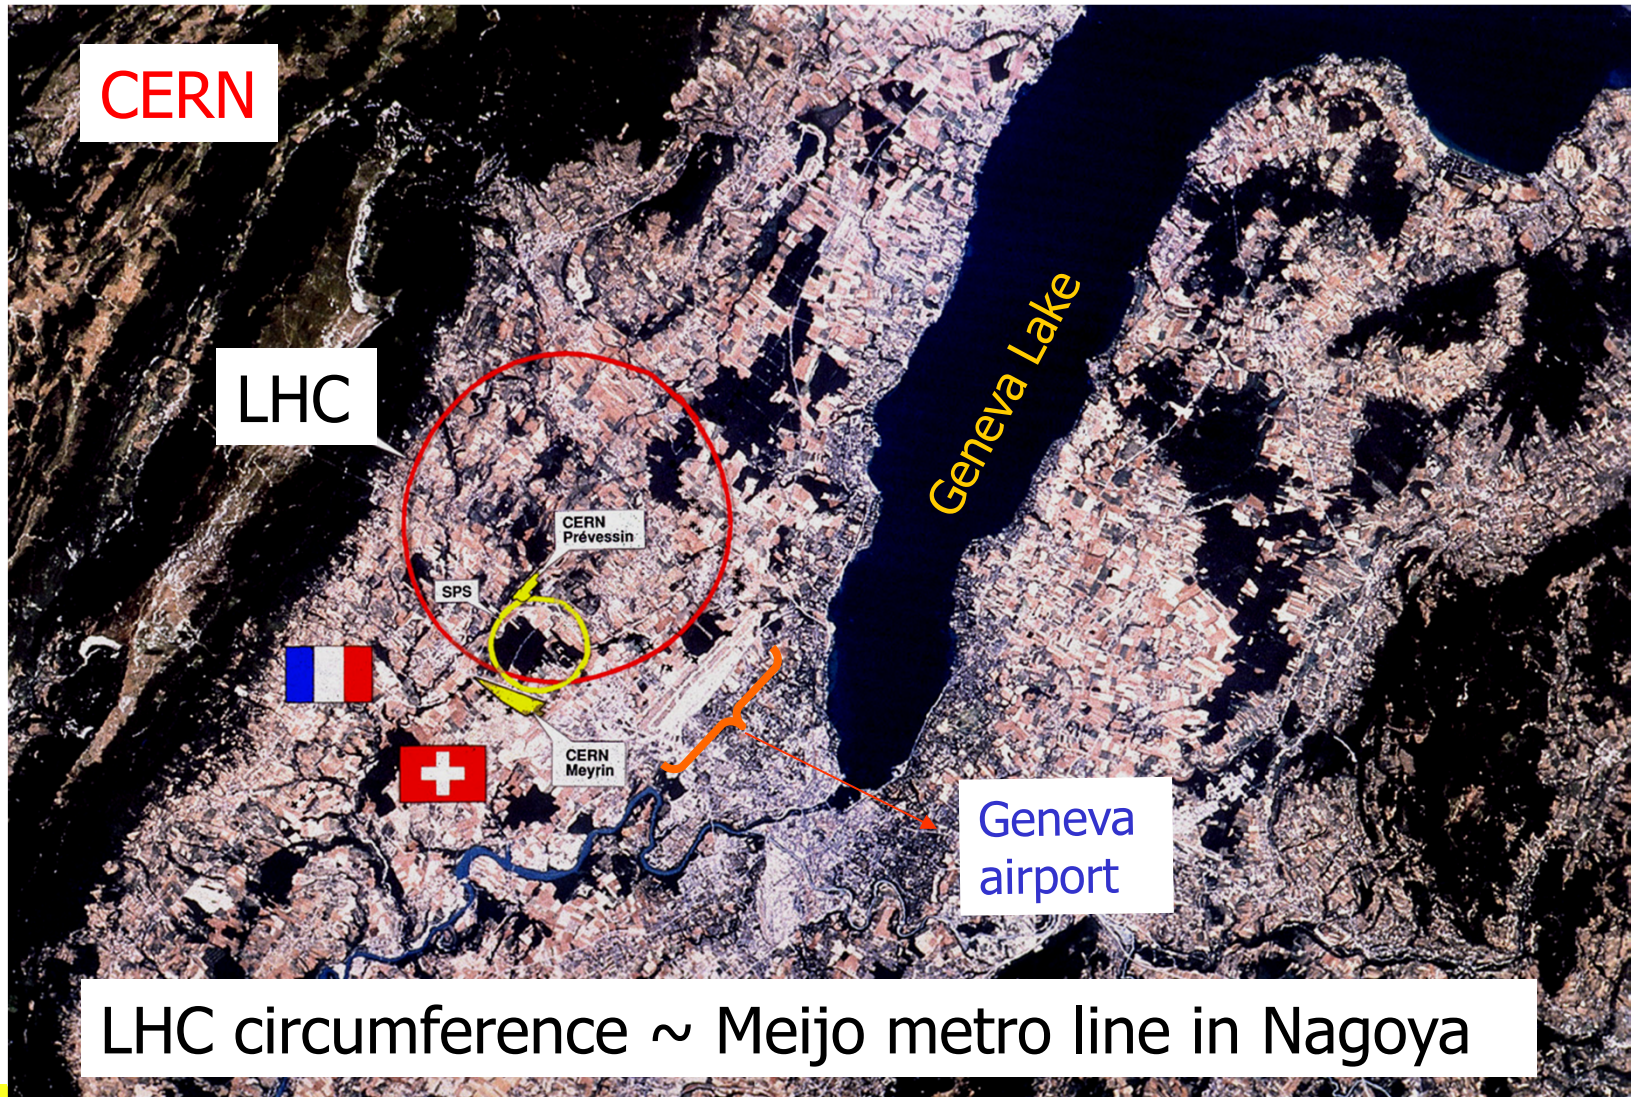 CERN
LHC
Geneva Lake
CERN
Prévessin
SPS
CERN
Meyrin
Geneva
airport
LHC circumference ~ Meijo metro line in Nagoya